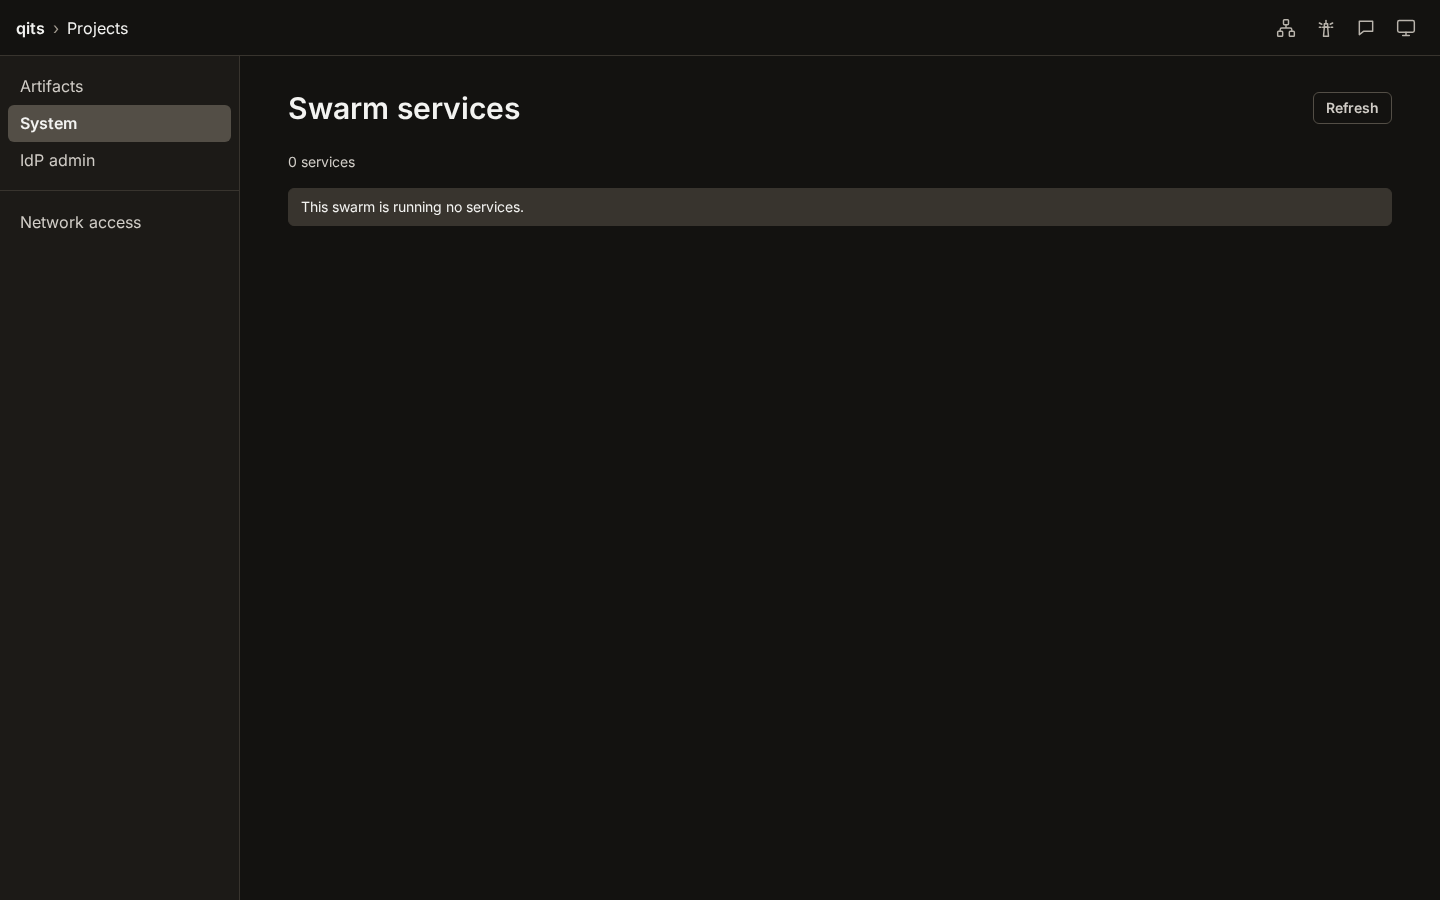 qits › Projects
Artifacts
System
IdP admin
Network access
Swarm services
Refresh
0 services
This swarm is running no services.